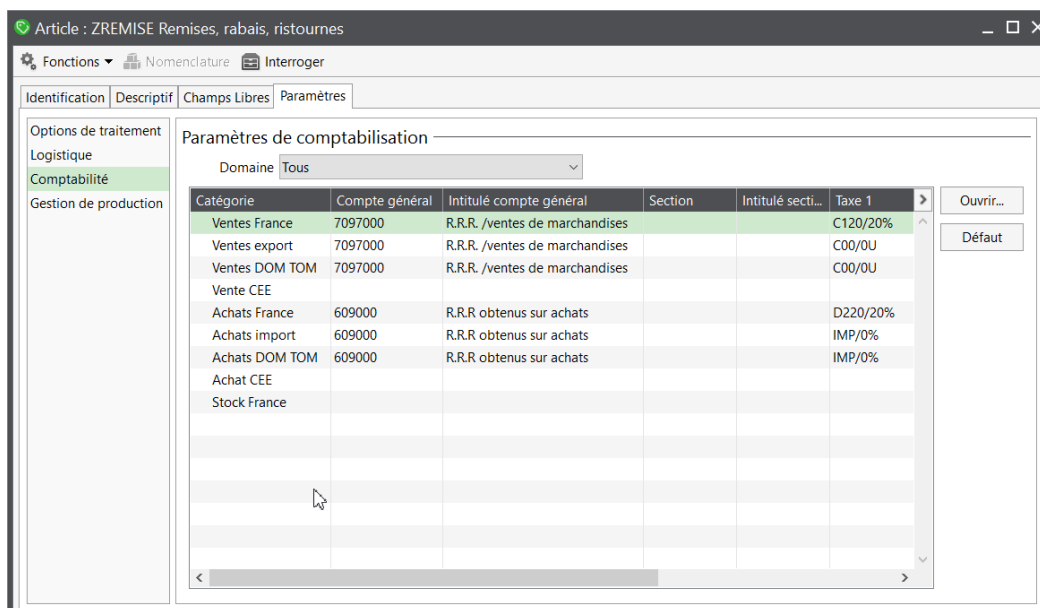 Article : ZREMISE Remises, rabais, ristournes
Fonctions Nomenclature Interroger
Identification Descriptif Champs Libres Paramètres
Options de traitement
Logistique
Comptabilité
Gestion de production
Paramètres de comptabilisation
Domaine Tous
Catégorie Compte général Intitulé compte général Section Intitulé secti... Taxe 1
Ventes France 7097000 R.R.R. /ventes de marchandises C120/20%
Ventes export 7097000 R.R.R. /ventes de marchandises C00/0U
Ventes DOM TOM 7097000 R.R.R. /ventes de marchandises C00/0U
Vente CEE
Achats France 609000 R.R.R obtenus sur achats D220/20%
Achats import 609000 R.R.R obtenus sur achats IMP/0%
Achats DOM TOM 609000 R.R.R obtenus sur achats IMP/0%
Achat CEE
Stock France
Ouvrir...
Défaut